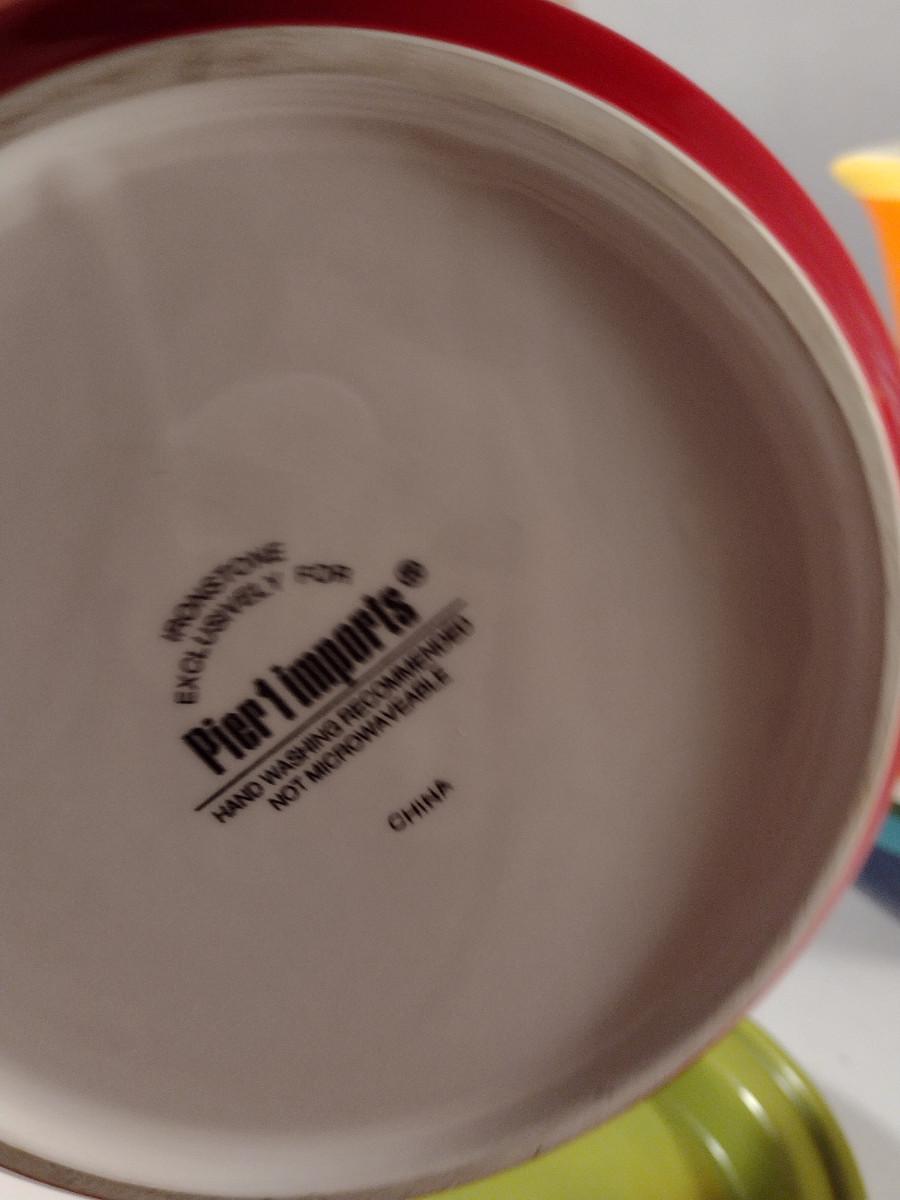 IRONSTONE
EXCLUSIVELY FOR
Pier 1 imports®
HAND WASHING RECOMMENDED
NOT MICROWAVEABLE
CHINA